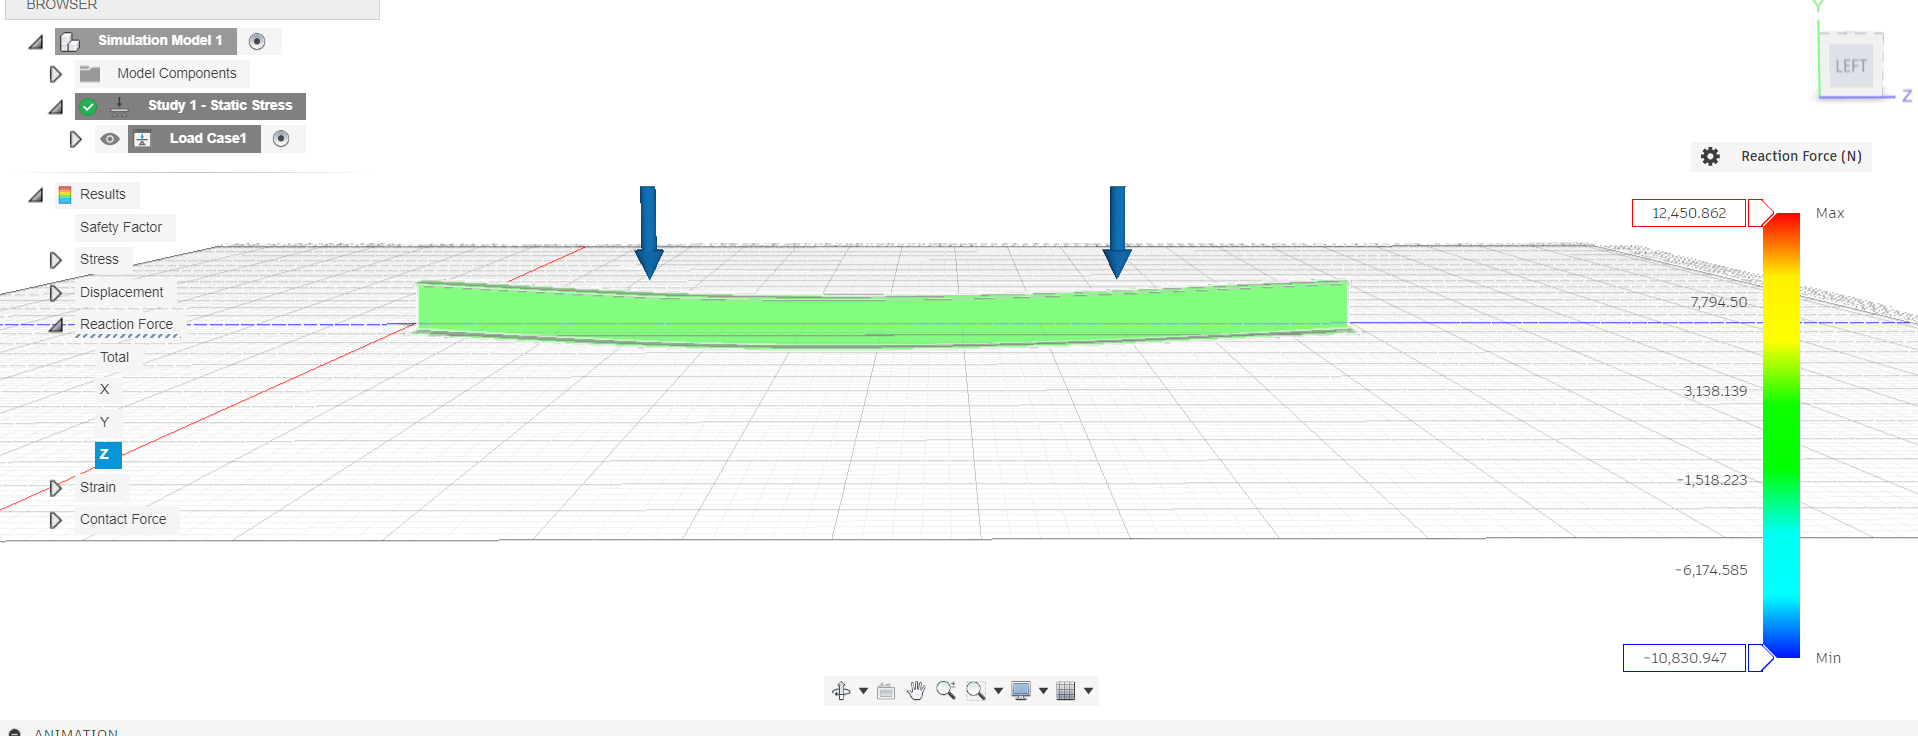 BROWSER
Simulation Model 1
Model Components
Study 1 - Static Stress
Load Case1
Results
Safety Factor
Stress
Displacement
Reaction Force
Total
X
Y
Z
Strain
Contact Force
Y
LEFT
Z
Reaction Force (N)
12,450.862
Max
7,794.50
3,138.139
-1,518.223
-6,174.585
-10,830.947
Min
ANIMATION